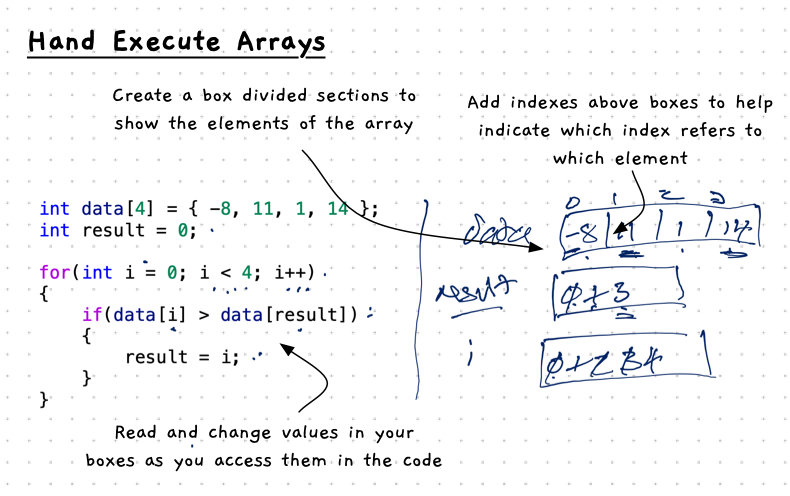 Hand Execute Arrays
Create a box divided sections to
show the elements of the array
Add indexes above boxes to help
indicate which index refers to
which element
int data[4] = { -8, 11, 1, 14 };
int result = 0;
for(int i = 0; i < 4; i++)
{
if(data[i] > data[result])
{
result = i;
}
}
0 1 2 3
data -8 11 1 14
result 0 1 3
i 0 1 2 3 4
Read and change values in your
boxes as you access them in the code